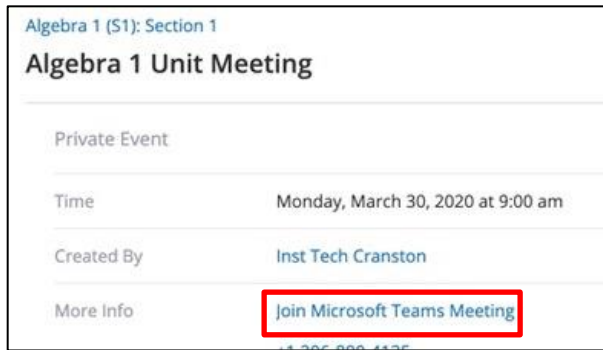 Algebra 1 (S1): Section 1
Algebra 1 Unit Meeting
Private Event
Time Monday, March 30, 2020 at 9:00 am
Created By Inst Tech Cranston
More Info Join Microsoft Teams Meeting